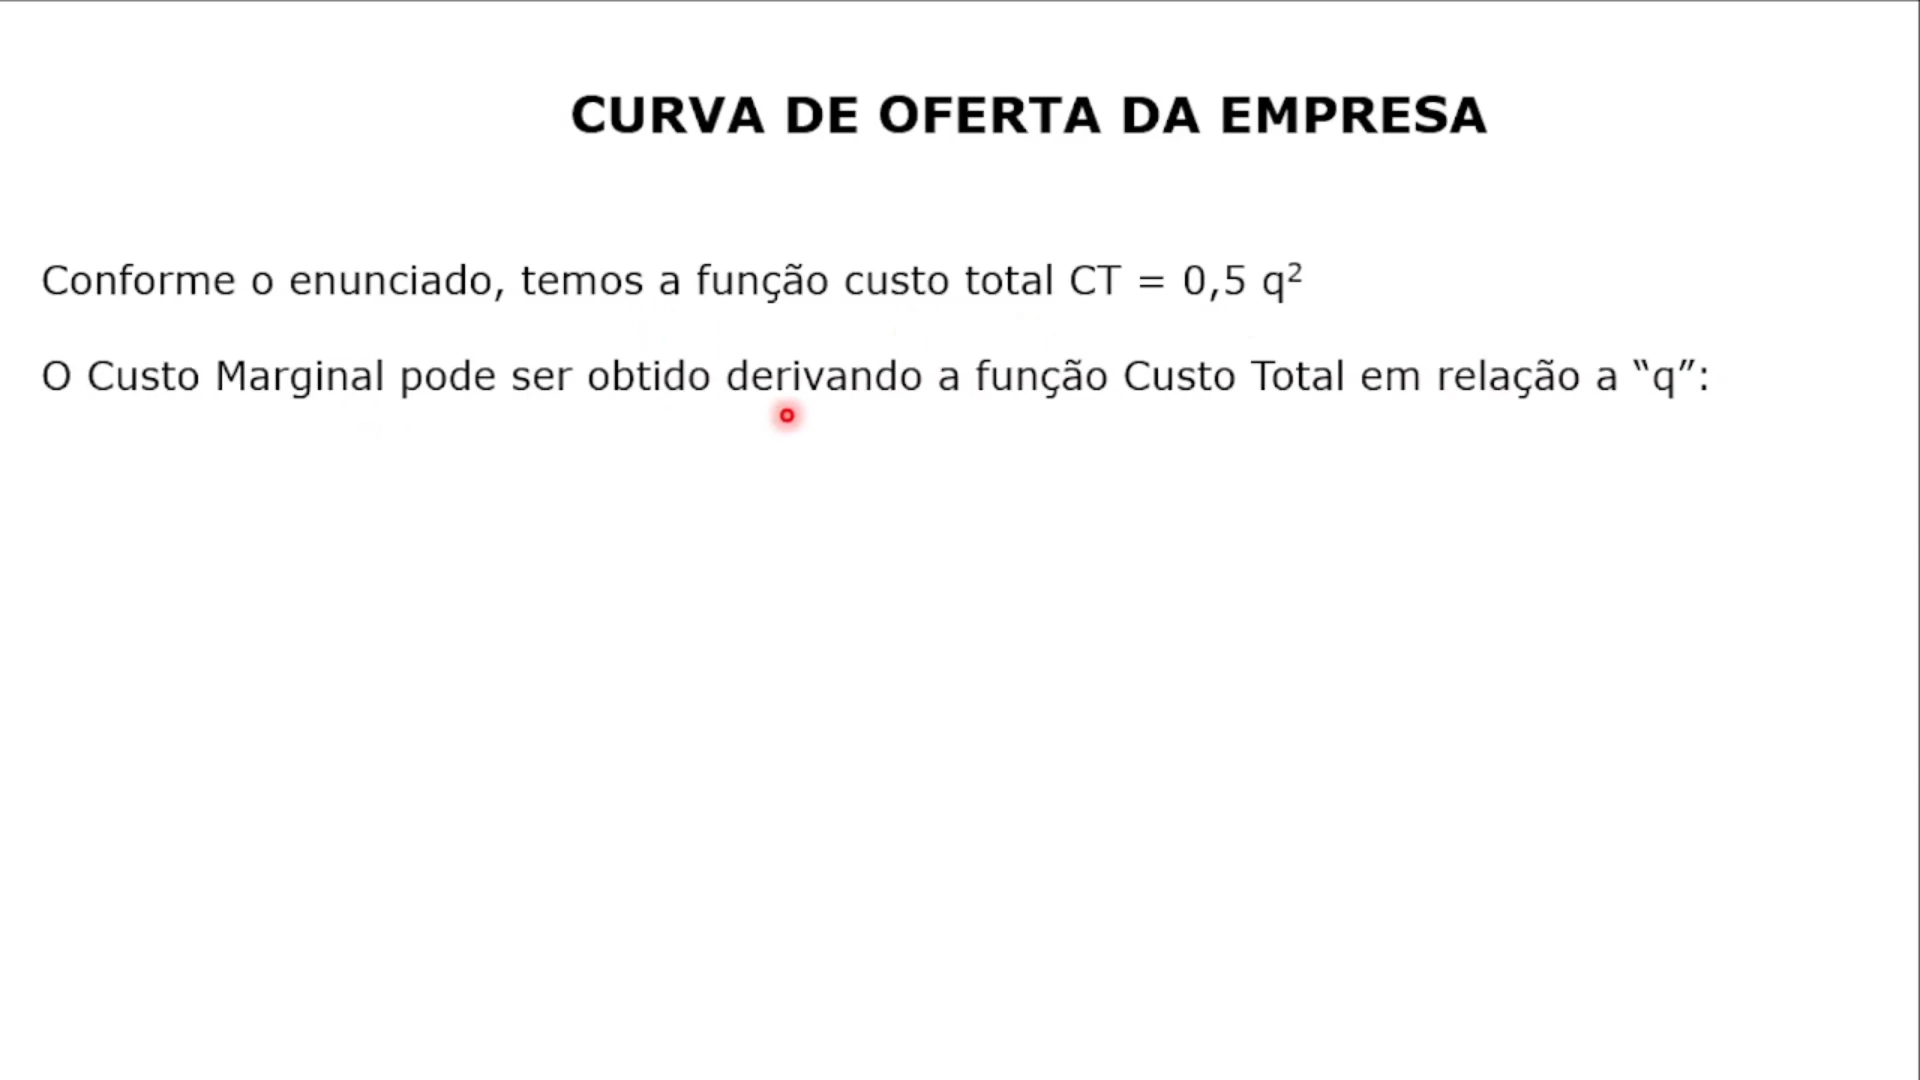 CURVA DE OFERTA DA EMPRESA
Conforme o enunciado, temos a função custo total CT = 0,5 q²
O Custo Marginal pode ser obtido derivando a função Custo Total em relação a “q”: